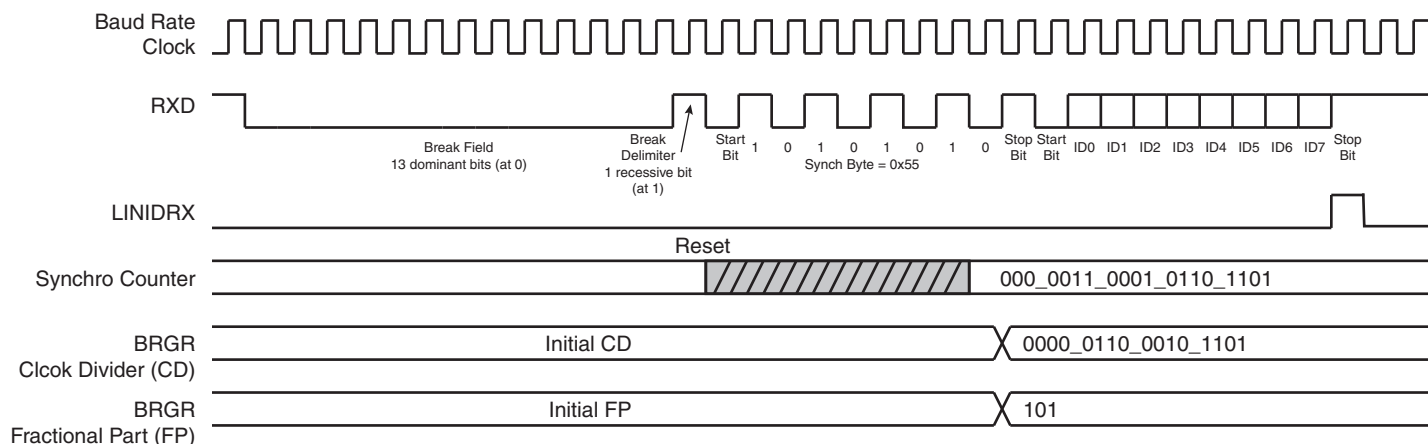 Baud Rate
Clock
RXD
Break Field
13 dominant bits (at 0)
Break
Delimiter
1 recessive bit
(at 1)
Start
Bit
1 0 1 0 1 0 1 0
Synch Byte = 0x55
Stop
Bit
Start
Bit
ID0 ID1 ID2 ID3 ID4 ID5 ID6 ID7
Stop
Bit
LINIDRX
Reset
Synchro Counter
000_0011_0001_0110_1101
BRGR
Clcok Divider (CD)
Initial CD
0000_0110_0010_1101
BRGR
Fractional Part (FP)
Initial FP
101